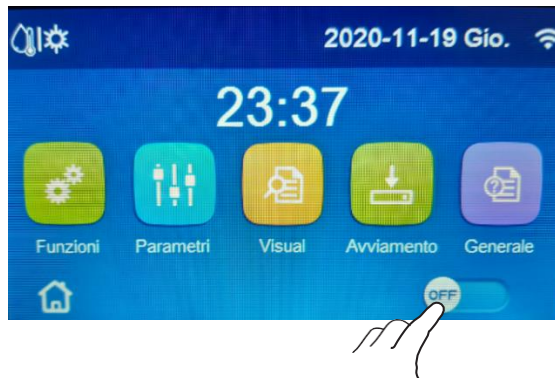 2020-11-19 Gio.
23:37
Funzioni Parametri Visual Avviamento Generale
OFF